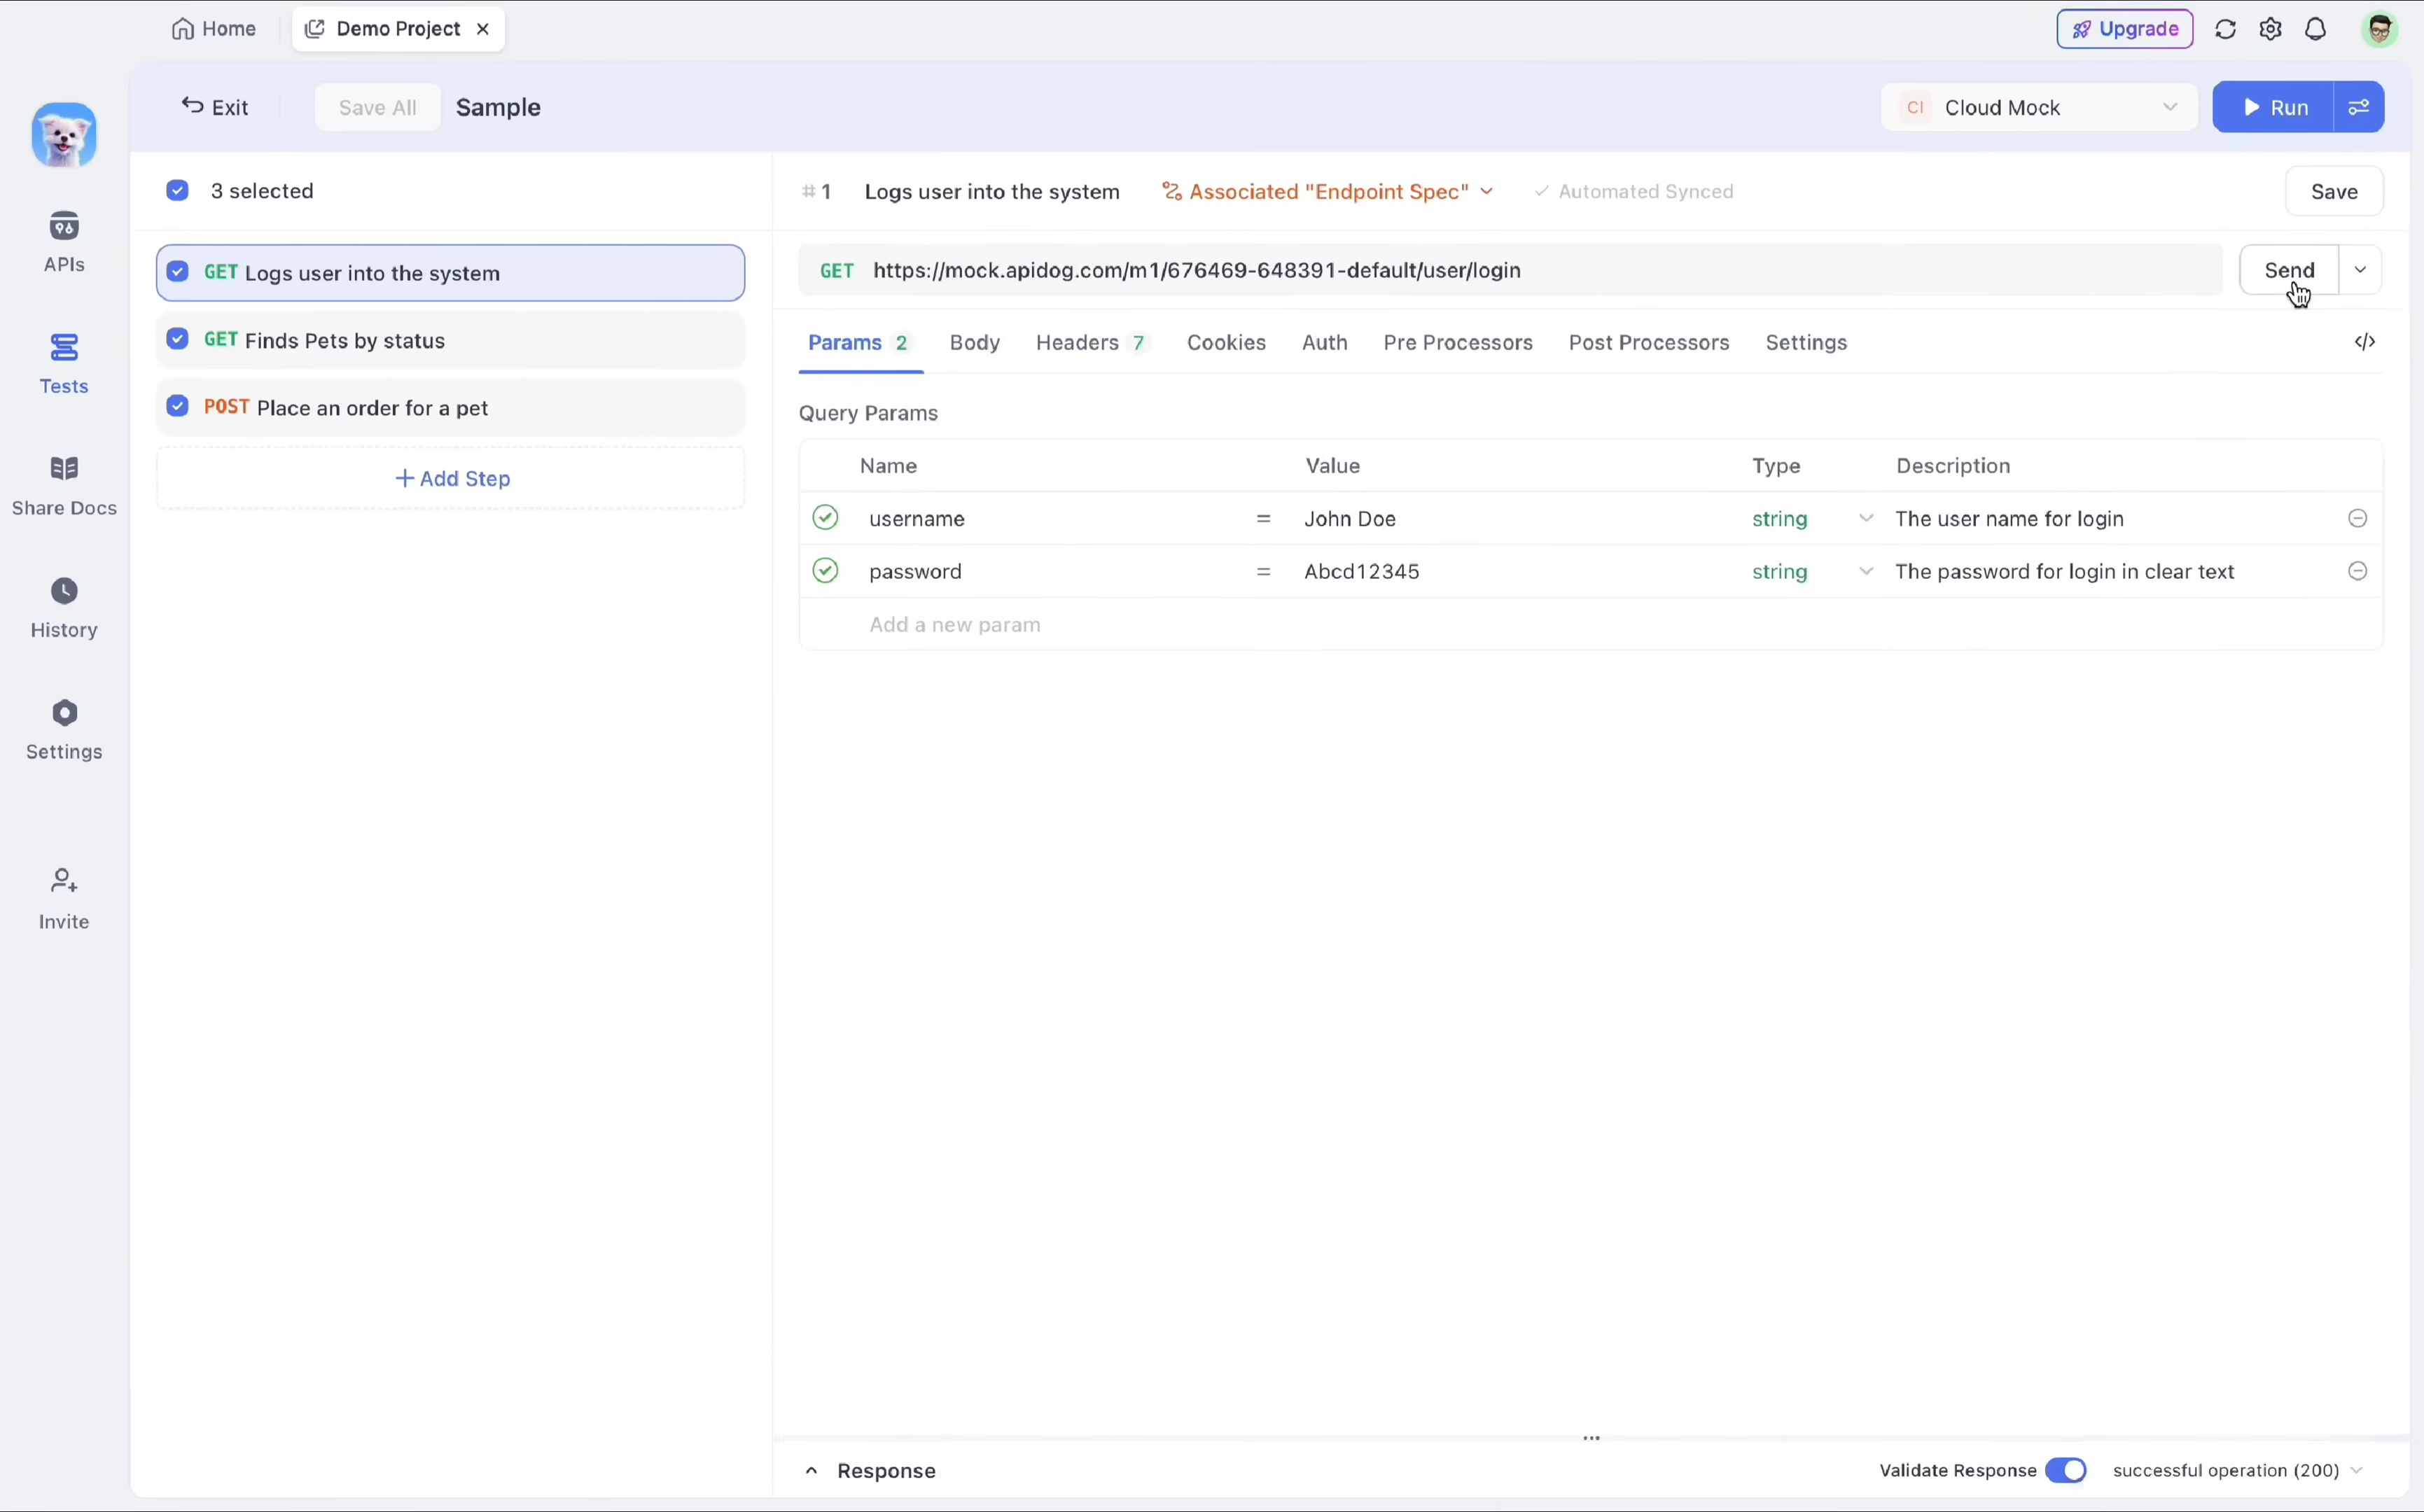 Home
Demo Project
Upgrade
Exit
Save All
Sample
CI Cloud Mock
Run
APIs
Tests
Share Docs
History
Settings
Invite
3 selected
GET Logs user into the system
GET Finds Pets by status
POST Place an order for a pet
+ Add Step
#1 Logs user into the system Associated "Endpoint Spec" Automated Synced
Save
GET https://mock.apidog.com/m1/676469-648391-default/user/login
Send
Params 2 Body Headers 7 Cookies Auth Pre Processors Post Processors Settings
Query Params
Name Value Type Description
username = John Doe string The user name for login
password = Abcd12345 string The password for login in clear text
Add a new param
Response
Validate Response successful operation (200)